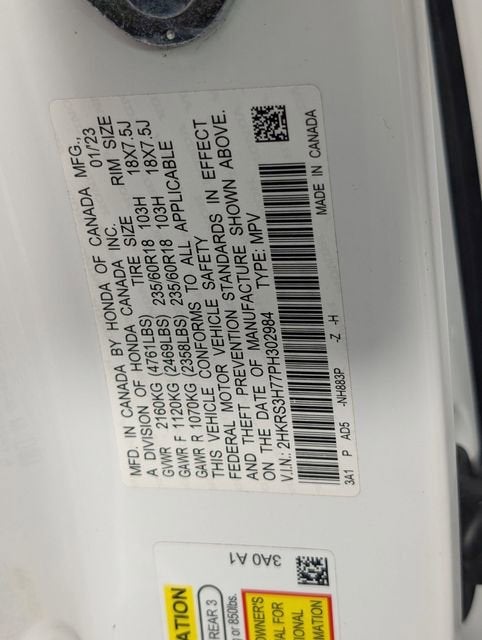 MFD. IN CANADA BY HONDA OF CANADA MFG.,
A DIVISION OF HONDA CANADA INC. 01/'23
TIRE SIZE RIM SIZE
GVWR 2160KG (4761LBS) 235/60R18 103H 18X7.5J
GAWR F 1120KG (2469LBS) 235/60R18 103H 18X7.5J
GAWR R 1070KG (2358LBS)
THIS VEHICLE CONFORMS TO ALL APPLICABLE
FEDERAL MOTOR VEHICLE SAFETY
AND THEFT PREVENTION STANDARDS IN EFFECT
ON THE DATE OF MANUFACTURE SHOWN ABOVE.
V.I.N.: 2HKRS3H77PH302984 TYPE: MPV
3A1 P AD5 -NH883P -Z -H
MADE IN CANADA
3A0 A1
ATION
REAR 3
) or 850lbs.
OWNER'S
AL FOR
IONAL
MATION